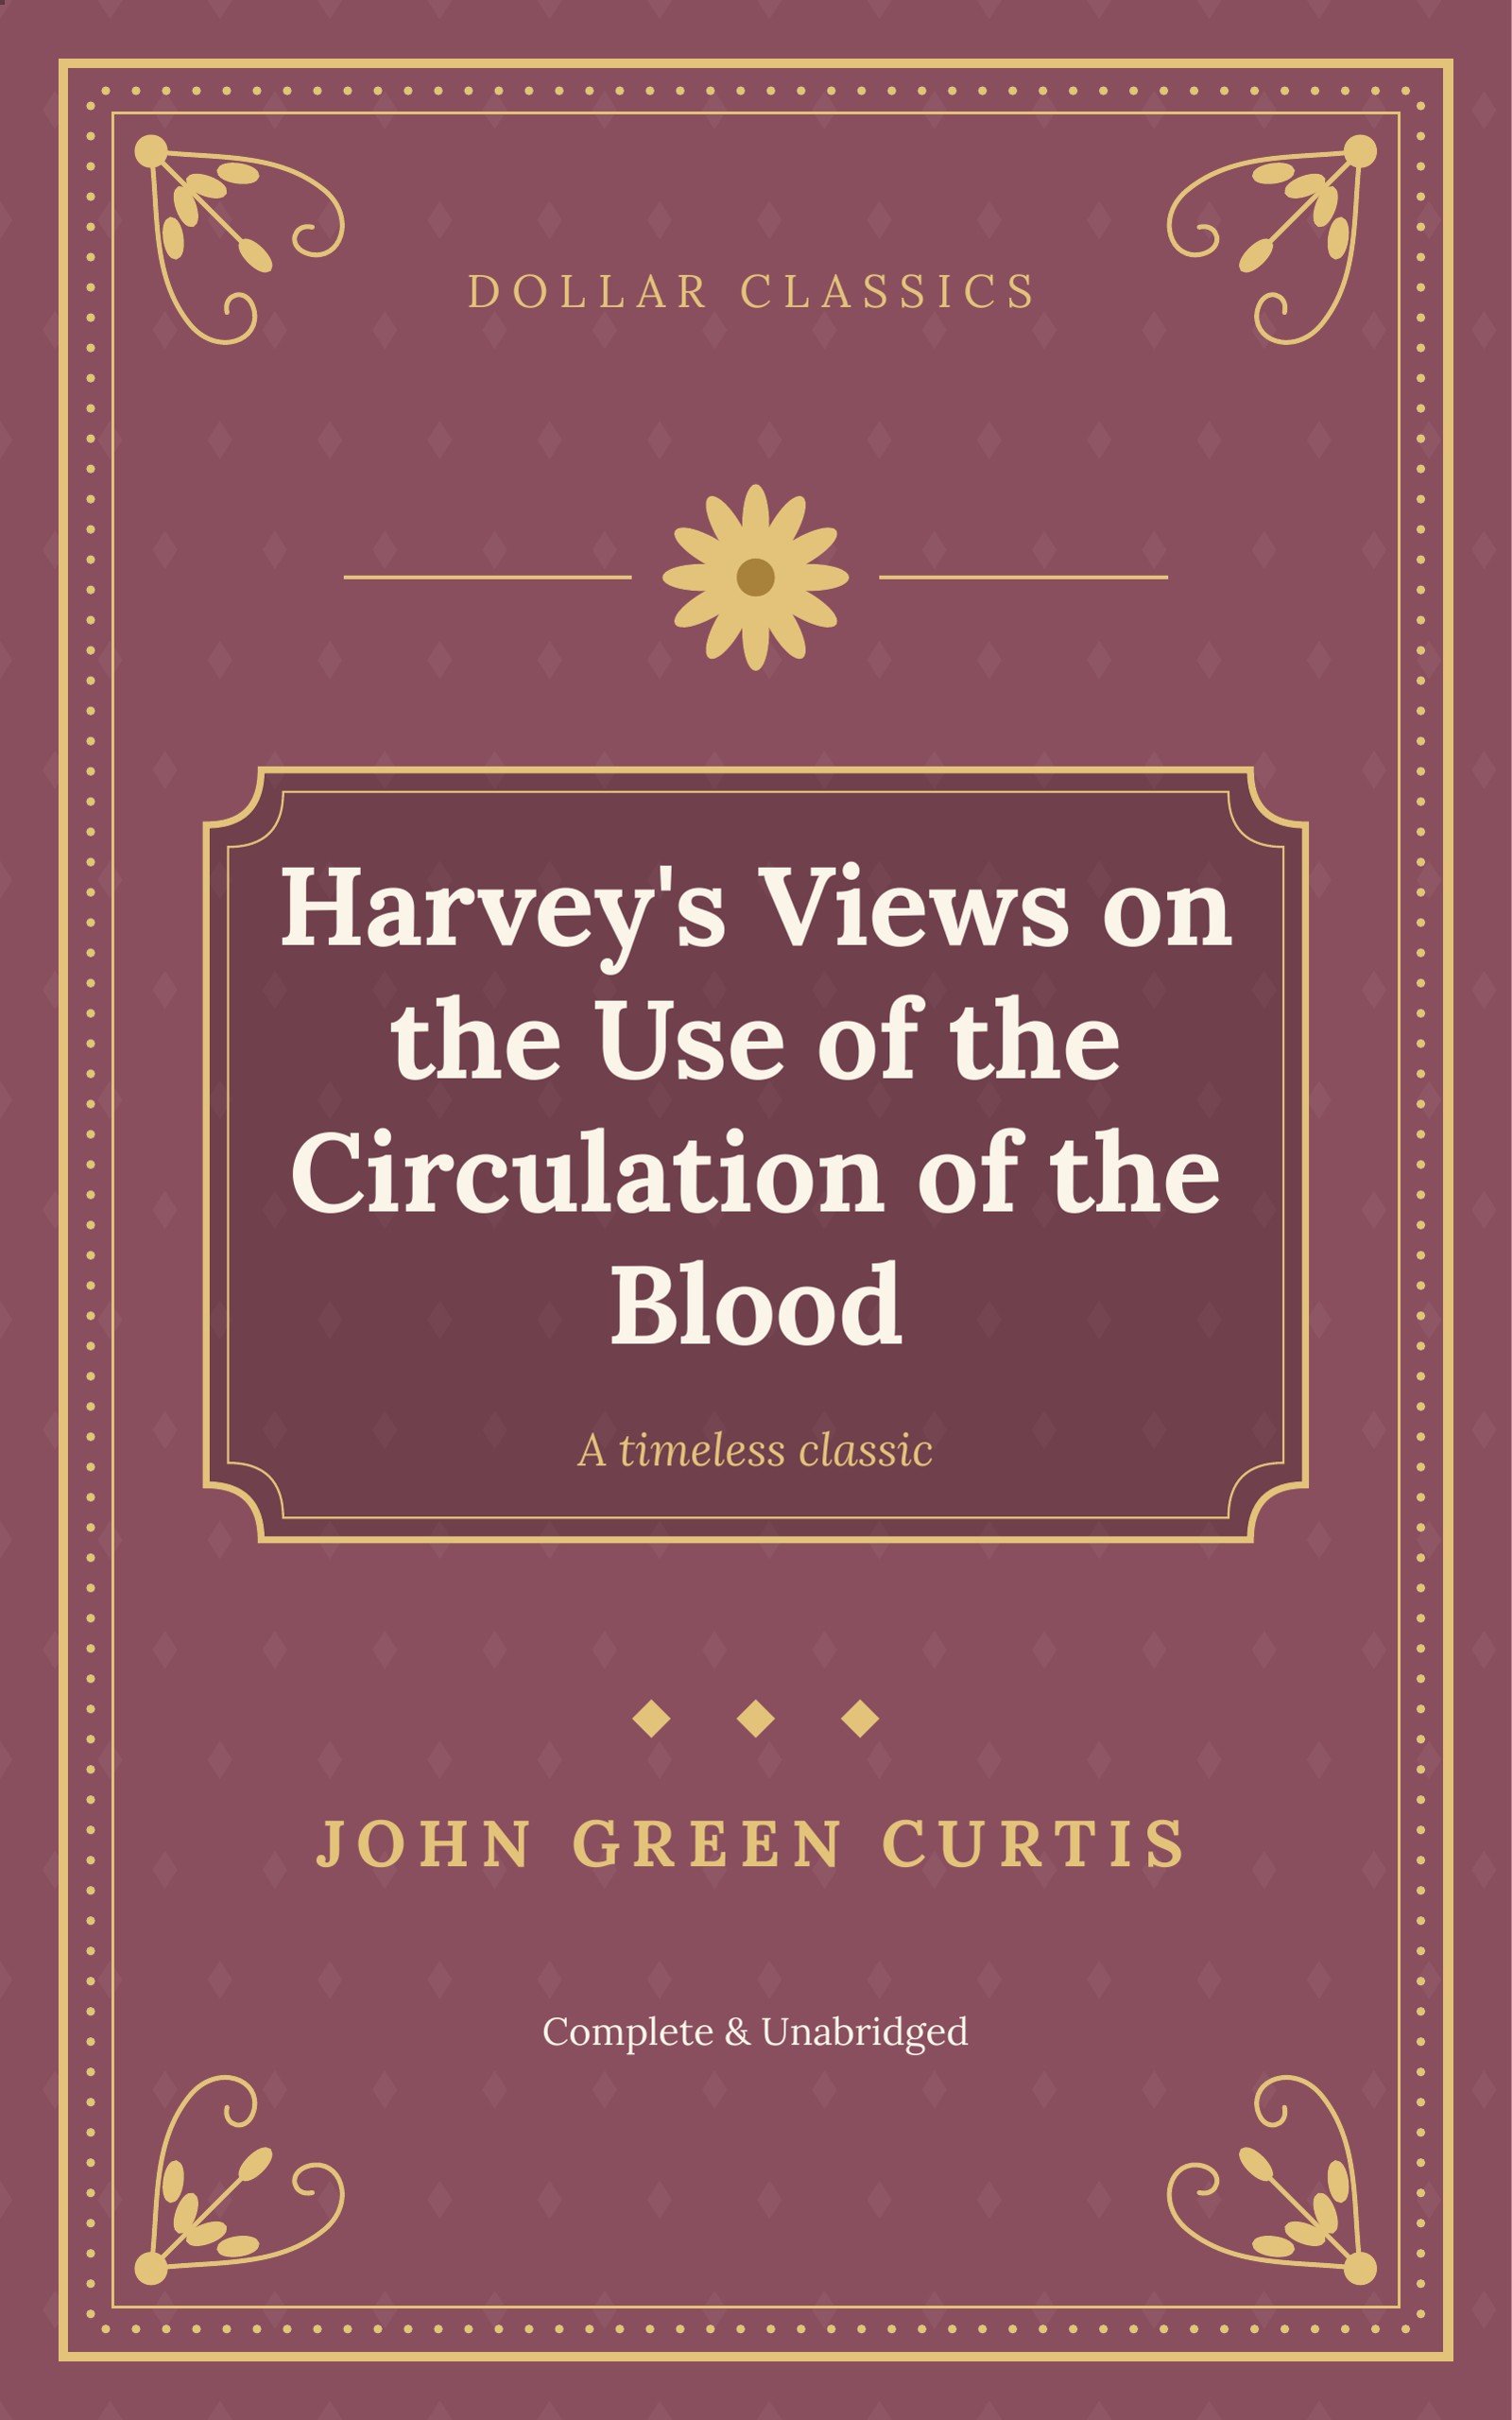 DOLLAR CLASSICS
Harvey's Views on
the Use of the
Circulation of the
Blood
A timeless classic
JOHN GREEN CURTIS
Complete & Unabridged